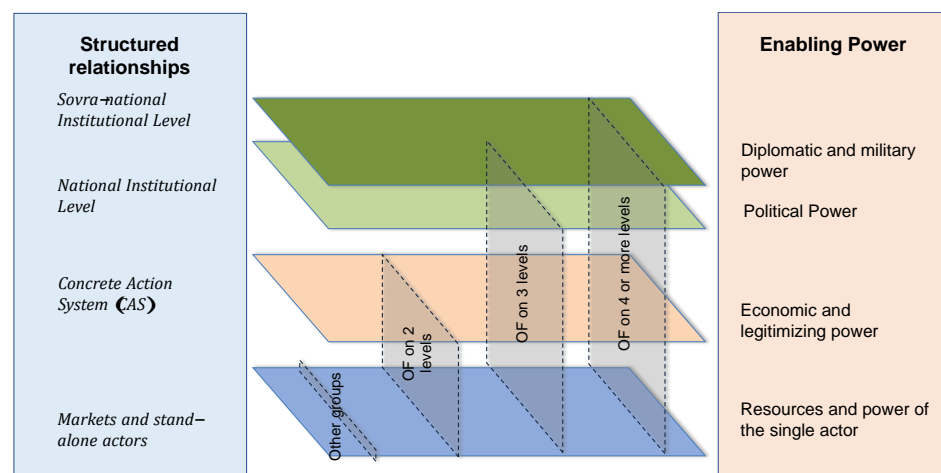 Structured
relationships
Sovra-national
Institutional Level
National Institutional
Level
Concrete Action
System (CAS)
Markets and stand-
alone actors
Other groups
OF on 2
levels
OF on 3 levels
OF on 4 or more levels
Enabling Power
Diplomatic and military
power
Political Power
Economic and
legitimizing power
Resources and power of
the single actor